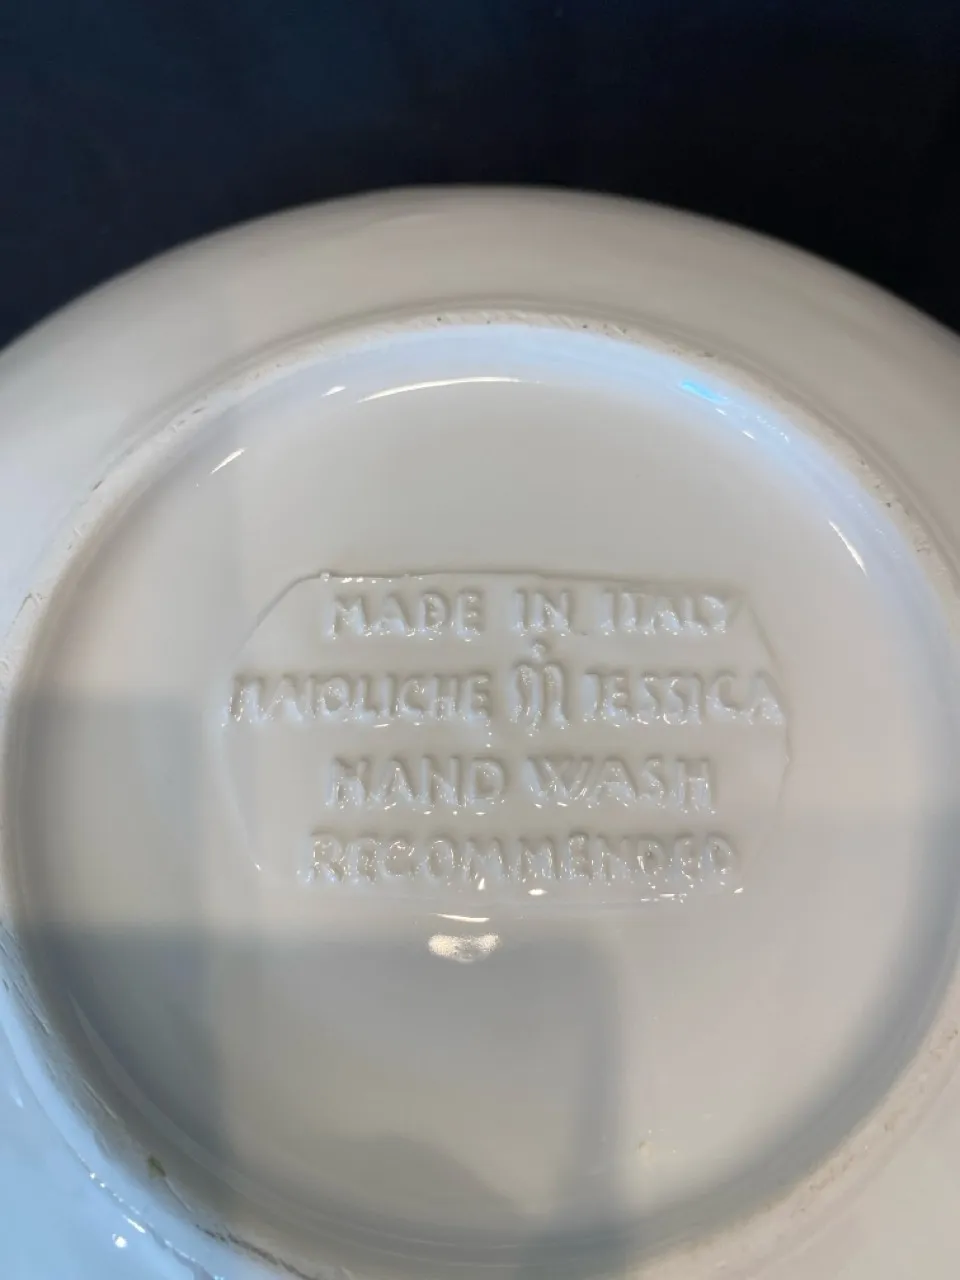 MADE IN ITALY
MAIOLICHE JESSICA
HAND WASH
RECOMMENDED